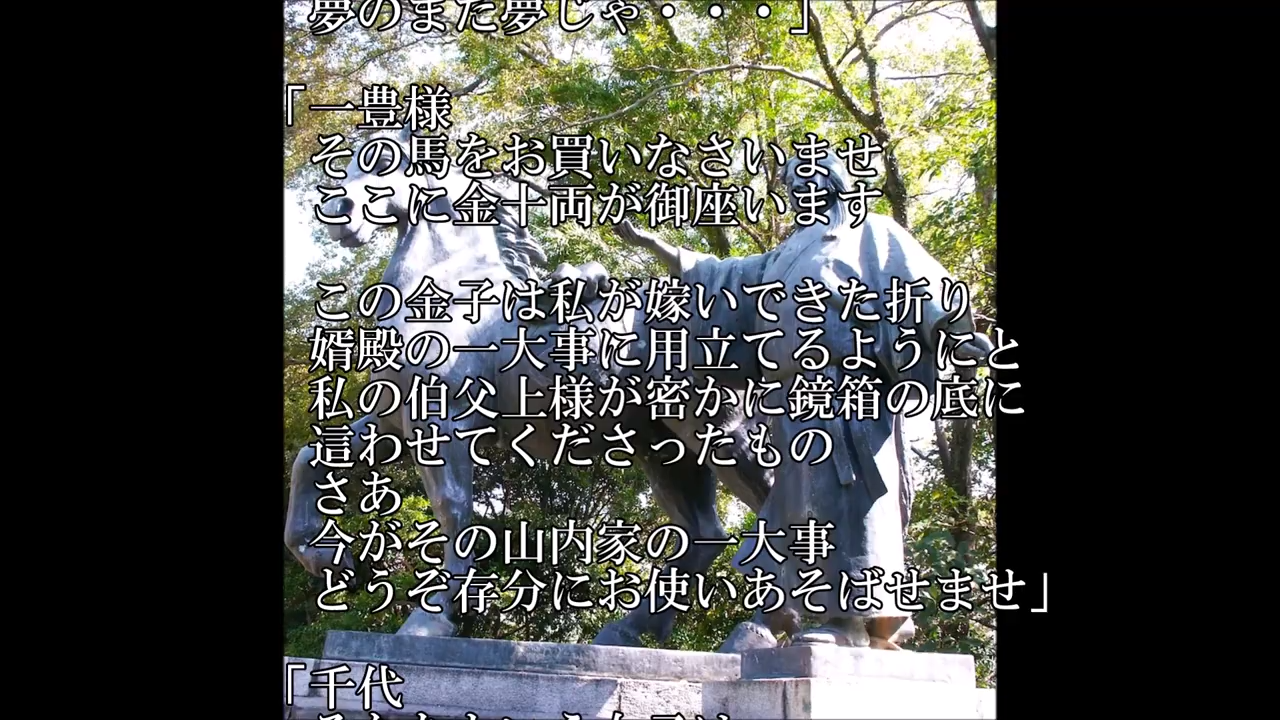 夢のまた夢じゃ・・・」
「一豊様
その馬をお買いなさいませ
ここに金十両が御座います
この金子は私が嫁いできた折り
婿殿の一大事に用立てるようにと
私の伯父上様が密かに鏡箱の底に
這わせてくださったもの
さあ
今がその山内家の一大事
どうぞ存分にお使いあそばせませ」
「千代